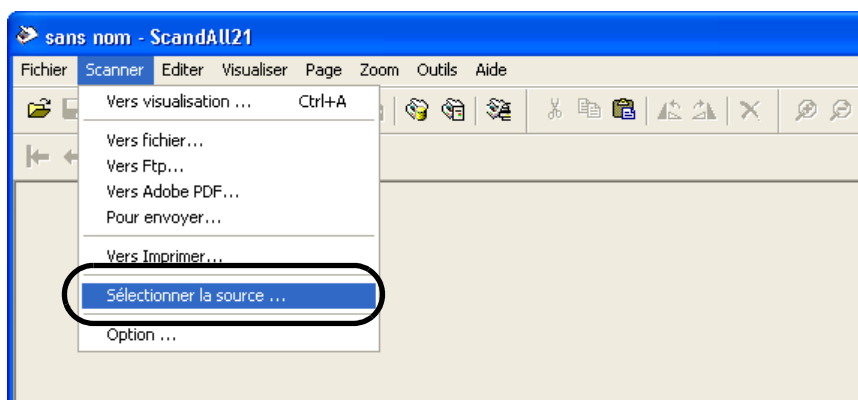 sans nom - ScandAll21
Fichier Scanner Editer Visualiser Page Zoom Outils Aide
Vers visualisation ... Ctrl+A
Vers fichier...
Vers Ftp...
Vers Adobe PDF...
Pour envoyer...
Vers Imprimer...
Sélectionner la source ...
Option ...